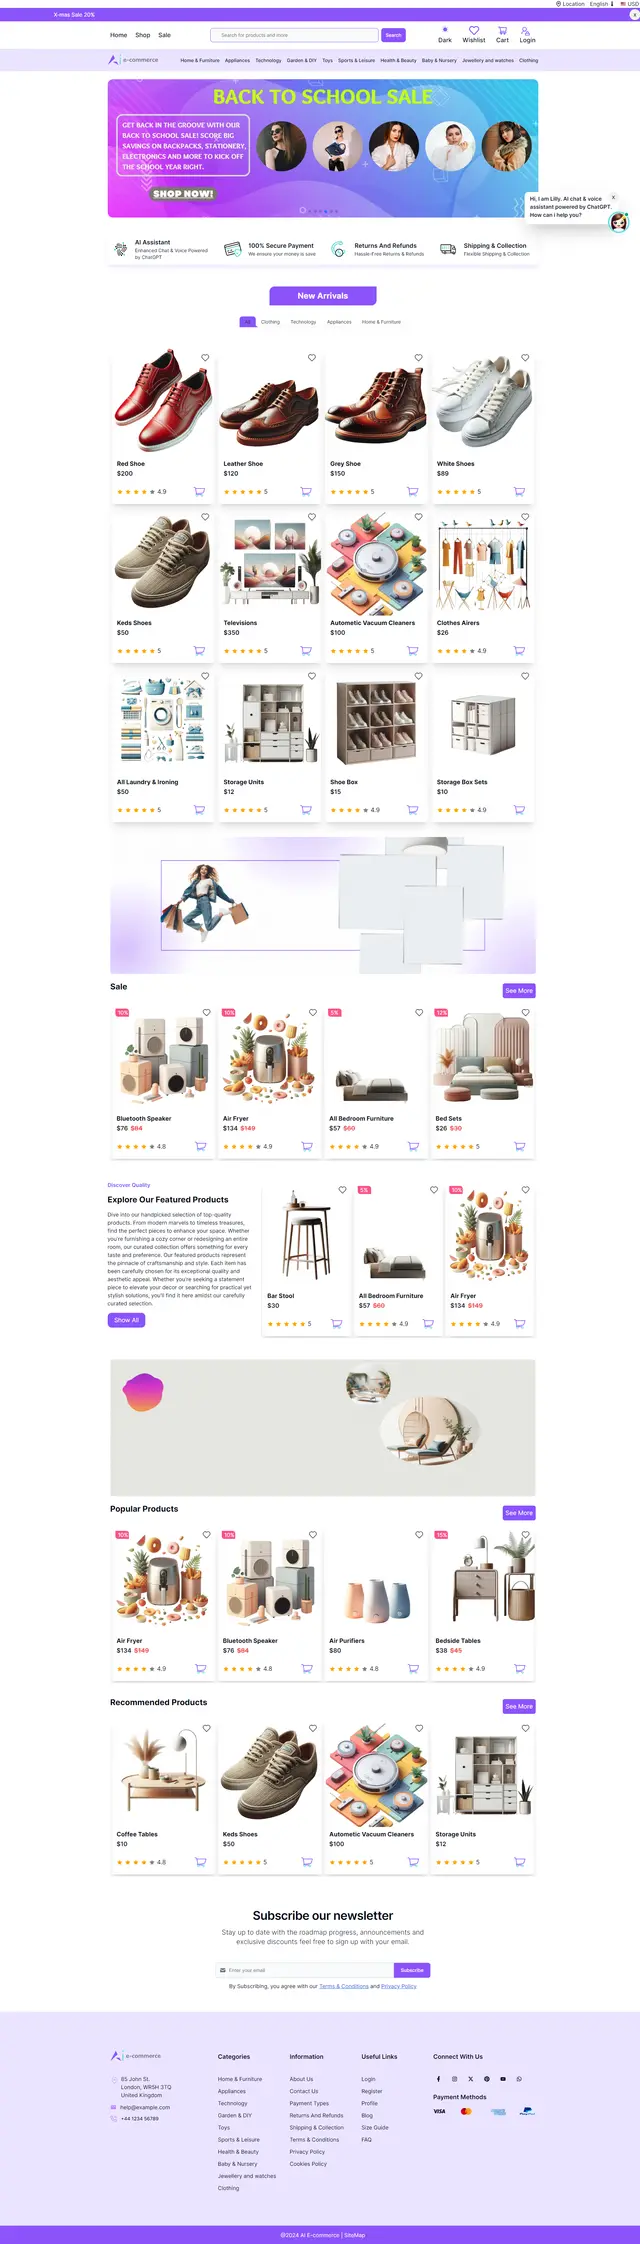 Location English USD
X-mas Sale 20%
x
Home Shop Sale
Search for products and more
Search
Dark Wishlist Cart Login
e-commerce
Home & Furniture Appliances Technology Garden & DIY Toys Sports & Leisure Health & Beauty Baby & Nursery Jewellery and watches Clothing
BACK TO SCHOOL SALE
GET BACK IN THE GROOVE WITH OUR
BACK TO SCHOOL SALE! SCORE BIG
SAVINGS ON BACKPACKS, STATIONERY,
ELECTRONICS AND MORE TO KICK OFF
THE SCHOOL YEAR RIGHT.
SHOP NOW!
x
Hi, I am Lilly. AI chat & voice
assistant powered by ChatGPT.
How can i help you?
AI Assistant
Enhanced Chat & Voice Powered
by ChatGPT
100% Secure Payment
We ensure your money is save
Returns And Refunds
Hassle-Free Returns & Refunds
Shipping & Collection
Flexible Shipping & Collection
New Arrivals
All Clothing Technology Appliances Home & Furniture
Red Shoe
$200
4.9
Leather Shoe
$120
5
Grey Shoe
$150
5
White Shoes
$89
5
Keds Shoes
$50
5
Televisions
$350
5
Autometic Vacuum Cleaners
$100
5
Clothes Airers
$26
4.9
All Laundry & Ironing
$50
5
Storage Units
$12
5
Shoe Box
$15
4.9
Storage Box Sets
$10
4.9
Sale
See More
10%
Bluetooth Speaker
$76 $84
4.8
10%
Air Fryer
$134 $149
4.9
5%
All Bedroom Furniture
$57 $60
4.9
12%
Bed Sets
$26 $30
5
Discover Quality
Explore Our Featured Products
Dive into our handpicked selection of top-quality
products. From modern marvels to timeless treasures,
find the perfect pieces to enhance your space. Whether
you're furnishing a cozy corner or redesigning an entire
room, our curated collection offers something for every
taste and preference. Our featured products represent
the pinnacle of craftsmanship and style. Each item has
been carefully chosen for its exceptional quality and
aesthetic appeal. Whether you're seeking a statement
piece to elevate your decor or searching for practical yet
stylish solutions, you'll find it here amidst our carefully
curated selection.
Show All
Bar Stool
$30
5
5%
All Bedroom Furniture
$57 $60
4.9
10%
Air Fryer
$134 $149
4.9
Popular Products
See More
10%
Air Fryer
$134 $149
4.9
10%
Bluetooth Speaker
$76 $84
4.8
Air Purifiers
$80
4.8
15%
Bedside Tables
$38 $45
4.9
Recommended Products
See More
Coffee Tables
$10
4.8
Keds Shoes
$50
5
Autometic Vacuum Cleaners
$100
5
Storage Units
$12
5
Subscribe our newsletter
Stay up to date with the roadmap progress, announcements and
exclusive discounts feel free to sign up with your email.
Enter your email
Subscribe
By Subscribing, you agree with our Terms & Conditions and Privacy Policy
e-commerce
65 John St.
London, WR5H 3TQ
United Kingdom
help@example.com
+44 1234 56789
Categories
Home & Furniture
Appliances
Technology
Garden & DIY
Toys
Sports & Leisure
Health & Beauty
Baby & Nursery
Jewellery and watches
Clothing
Information
About Us
Contact Us
Payment Types
Returns And Refunds
Shipping & Collection
Terms & Conditions
Privacy Policy
Cookies Policy
Useful Links
Login
Register
Profile
Blog
Size Guide
FAQ
Connect With Us
Payment Methods
VISA
PayPal
©2024 AI E-commerce | SiteMap